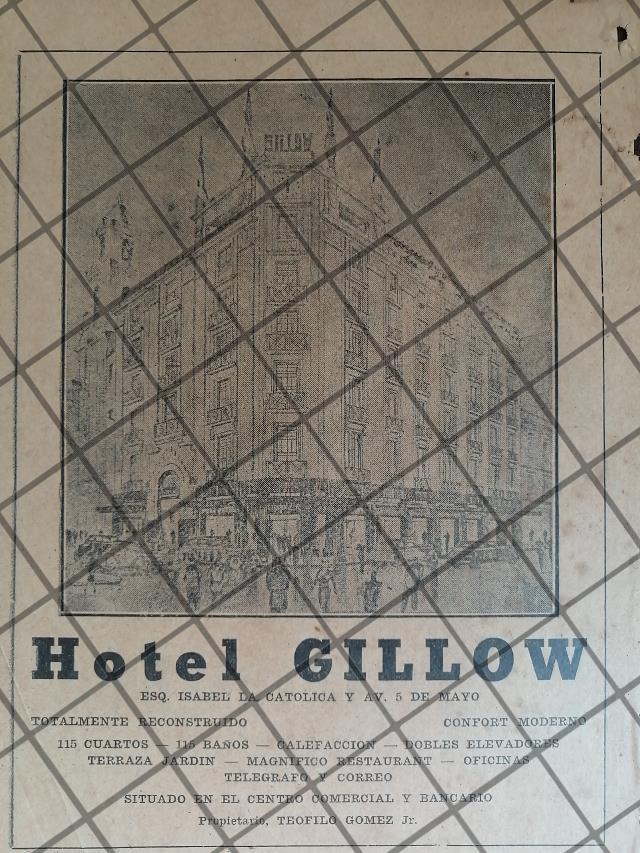 Hotel GILLOW
ESQ. ISABEL LA CATOLICA Y AV. 5 DE MAYO
TOTALMENTE RECONSTRUIDO CONFORT MODERNO
115 CUARTOS — 115 BAÑOS — CALEFACCION — DOBLES ELEVADORES
TERRAZA JARDIN — MAGNIFICO RESTAURANT — OFICINAS
TELEGRAFO Y CORREO
SITUADO EN EL CENTRO COMERCIAL Y BANCARIO
Propietario, TEOFILO GOMEZ Jr.